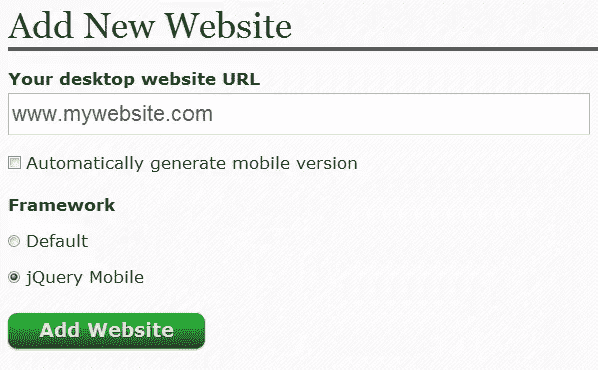 Add New Website
Your desktop website URL
www.mywebsite.com
Automatically generate mobile version
Framework
Default
jQuery Mobile
Add Website